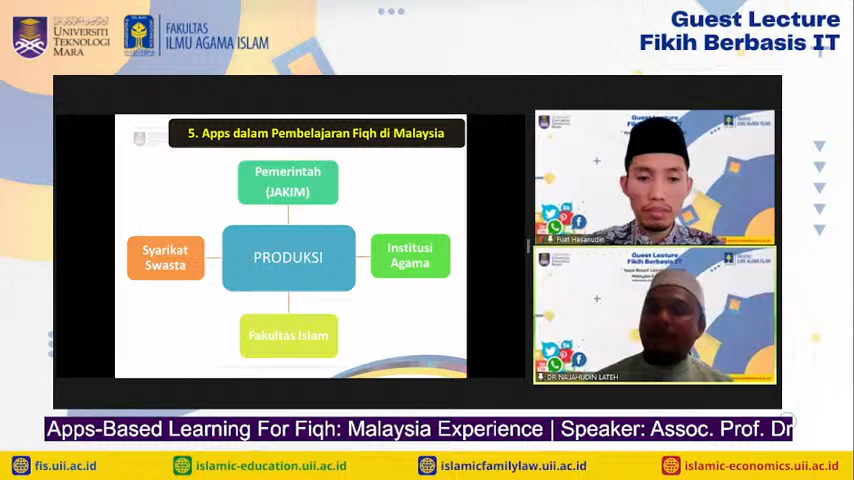 UNIVERSITI
TEKNOLOGI
MARA
FAKULTAS
ILMU AGAMA ISLAM
Guest Lecture
Fikih Berbasis IT
5. Apps dalam Pembelajaran Fiqh di Malaysia
Pemerintah
(JAKIM)
Syarikat
Swasta
PRODUKSI
Institusi
Agama
Fakultas Islam
Guest Lecture
Fikih Berbasis IT
Fuat Hasanudin
Guest Lecture
Fikih Berbasis IT
DR NAJAHUDIN LATEH
Apps-Based Learning For Fiqh: Malaysia Experience | Speaker: Assoc. Prof. Dr
fis.uii.ac.id
islamic-education.uii.ac.id
islamicfamilylaw.uii.ac.id
islamic-economics.uii.ac.id